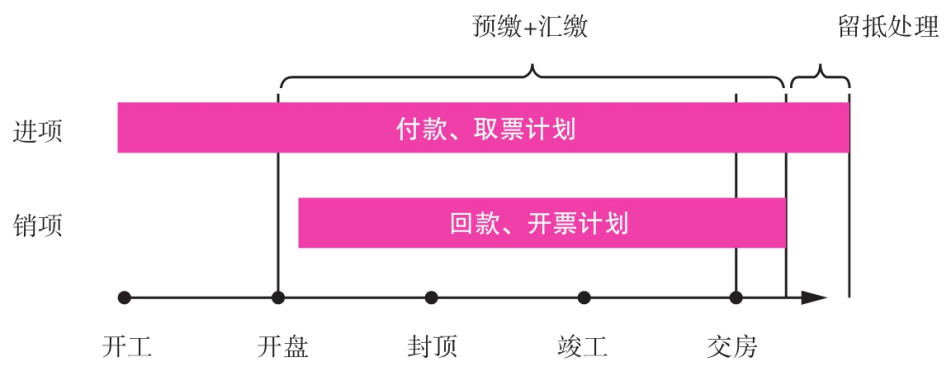 预缴+汇缴
留抵处理
进项
付款、取票计划
销项
回款、开票计划
开工
开盘
封顶
竣工
交房